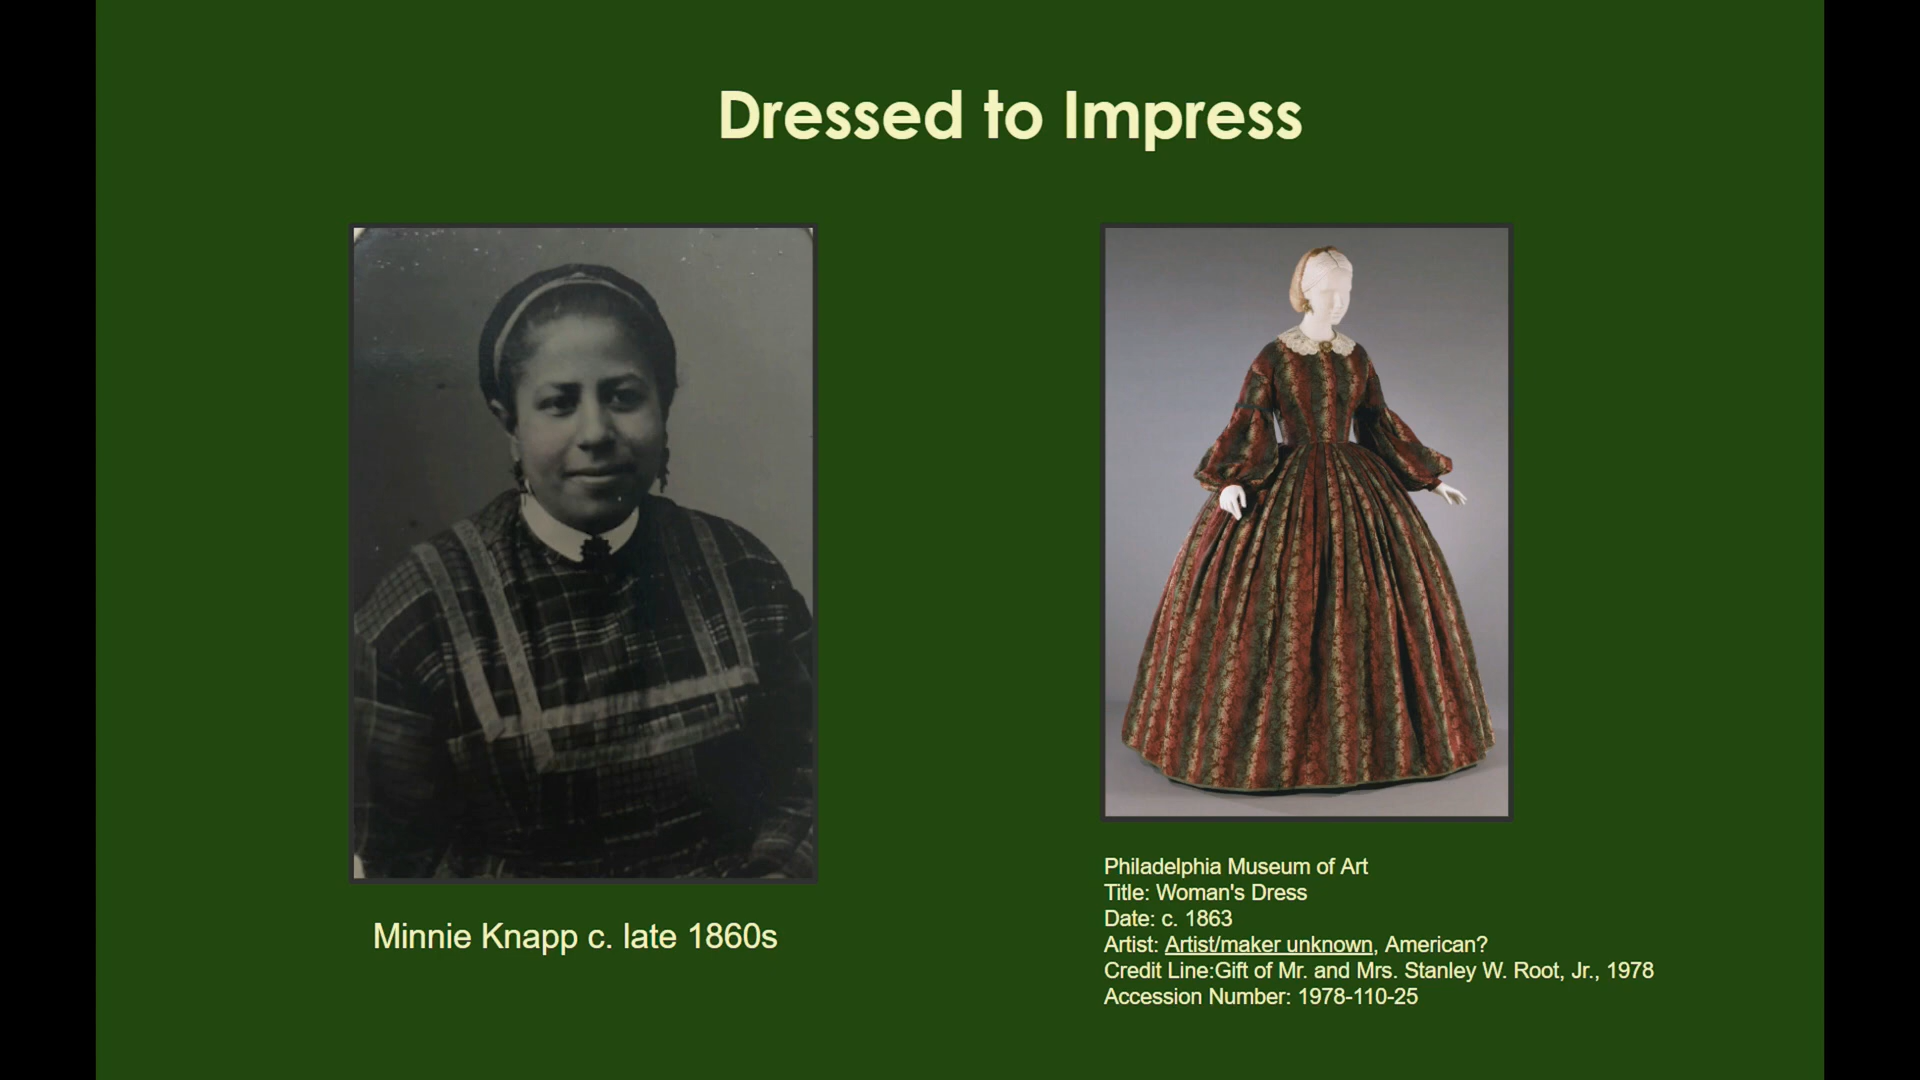 Dressed to Impress
Minnie Knapp c. late 1860s
Philadelphia Museum of Art
Title: Woman's Dress
Date: c. 1863
Artist: Artist/maker unknown, American?
Credit Line:Gift of Mr. and Mrs. Stanley W. Root, Jr., 1978
Accession Number: 1978-110-25